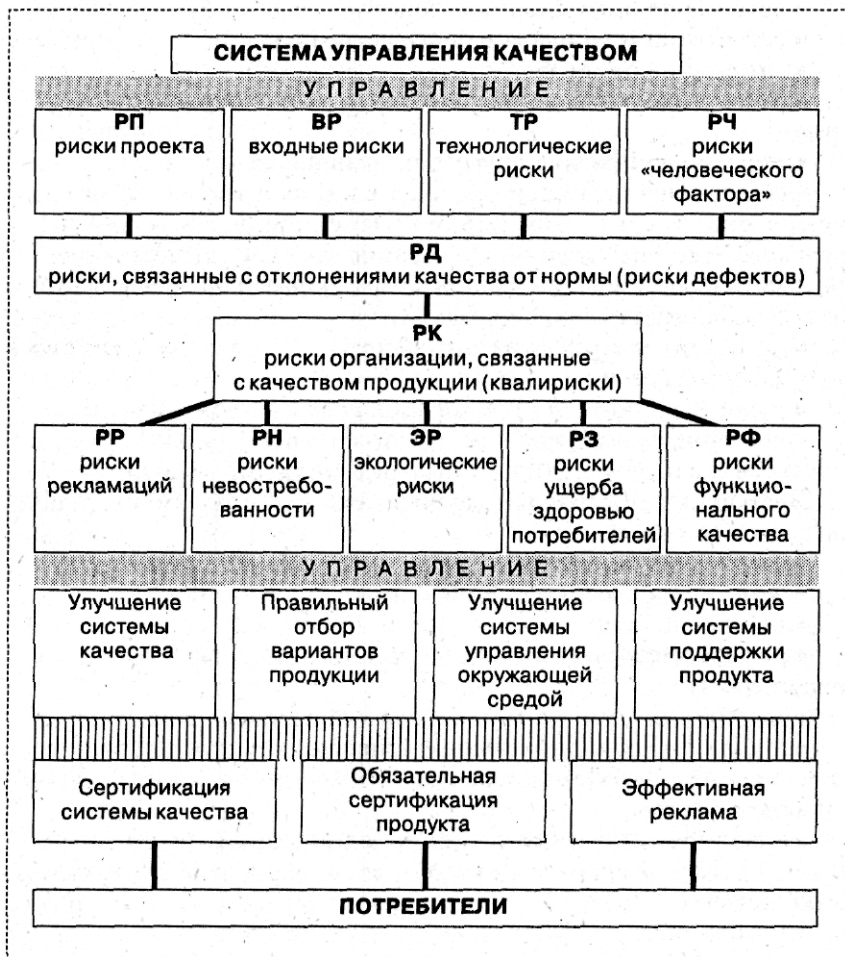 СИСТЕМА УПРАВЛЕНИЯ КАЧЕСТВОМ
УПРАВЛЕНИЕ
РП
риски проекта
ВР
входные риски
ТР
технологические
риски
РЧ
риски
«человеческого
фактора»
РД
риски, связанные с отклонениями качества от нормы (риски дефектов)
РК
риски организации, связанные
с качеством продукции (квалириски)
РР
риски
рекламаций
РН
риски
невостребо-
ванности
ЭР
экологические
риски
РЗ
риски
ущерба
здоровью
потребителей
РФ
риски
функцио-
нального
качества
УПРАВЛЕНИЕ
Улучшение
системы
качества
Правильный
отбор
вариантов
продукции
Улучшение
системы
управления
окружающей
средой
Улучшение
системы
поддержки
продукта
Сертификация
системы качества
Обязательная
сертификация
продукта
Эффективная
реклама
ПОТРЕБИТЕЛИ